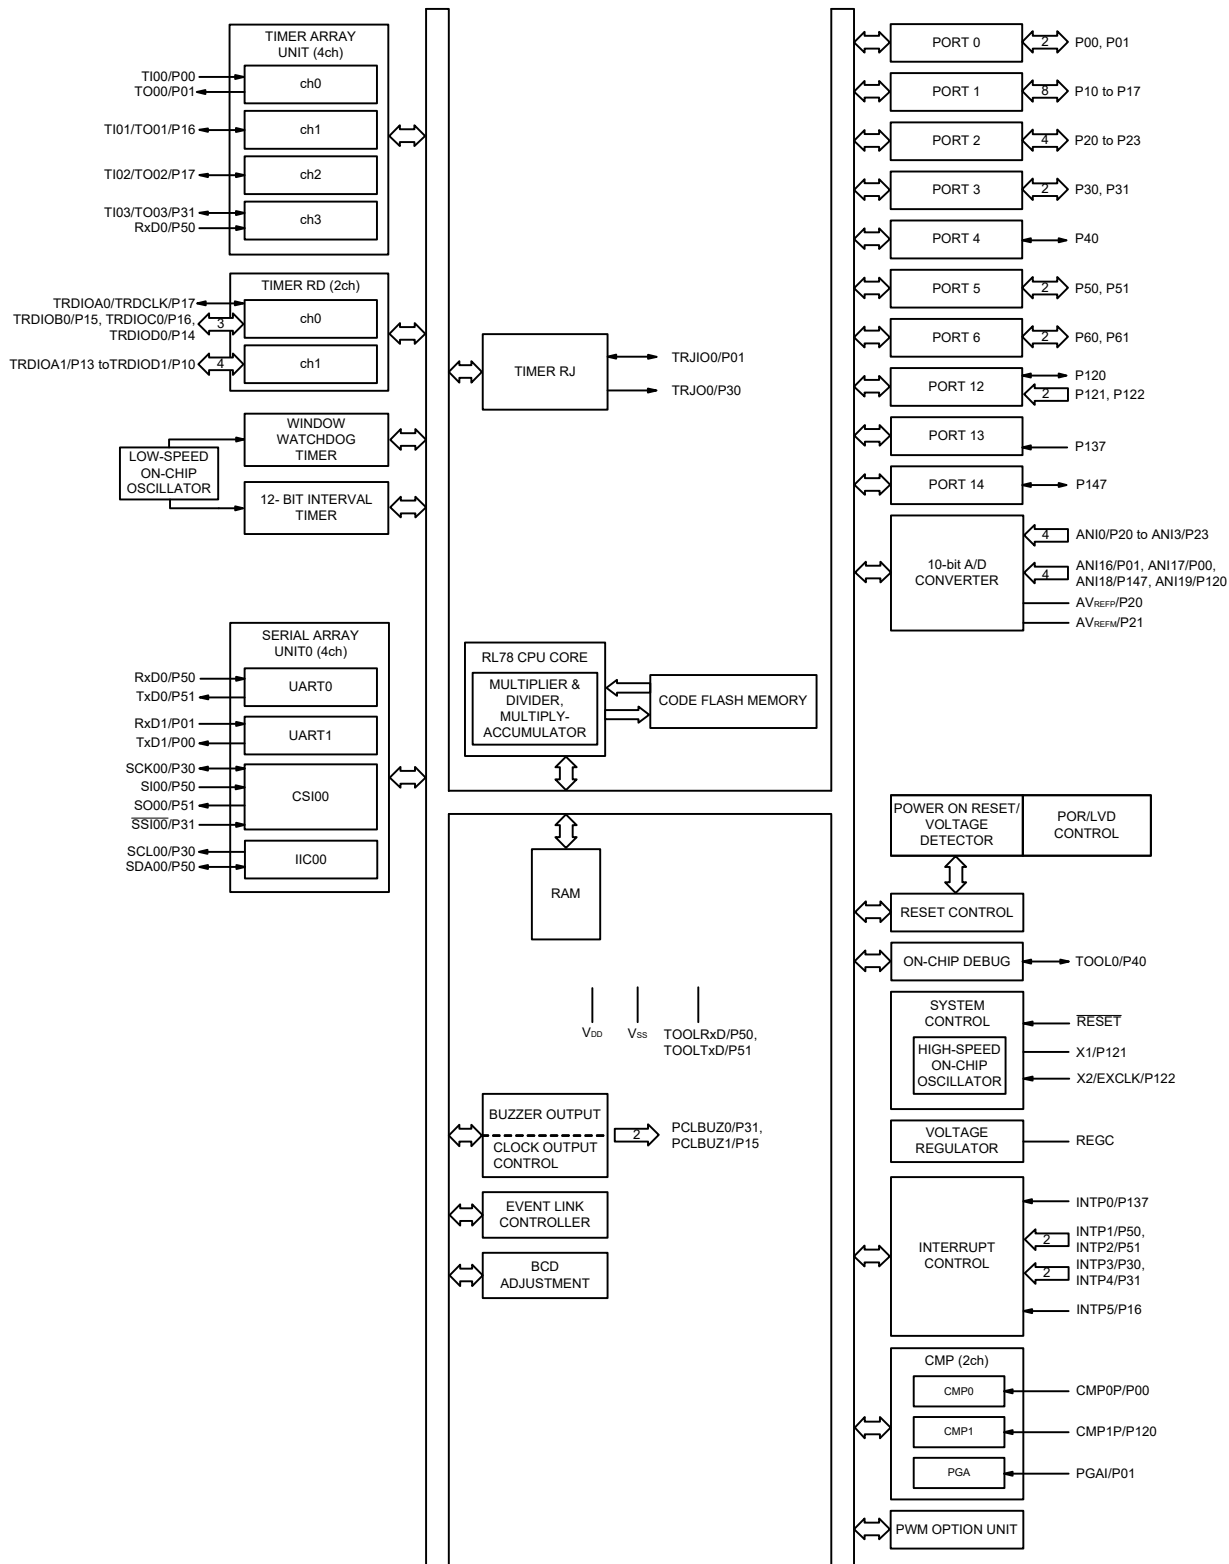 TIMER ARRAY
UNIT (4ch)
TI00/P00
TO00/P01
ch0
TI01/TO01/P16
ch1
TI02/TO02/P17
ch2
TI03/TO03/P31
RxD0/P50
ch3
TIMER RD (2ch)
TRDIOA0/TRDCLK/P17
TRDIOB0/P15, TRDIOC0/P16,
TRDIOD0/P14
3
ch0
TRDIOA1/P13 toTRDIOD1/P10
4
ch1
WINDOW
WATCHDOG
TIMER
LOW-SPEED
ON-CHIP
OSCILLATOR
12- BIT INTERVAL
TIMER
SERIAL ARRAY
UNIT0 (4ch)
RxD0/P50
TxD0/P51
UART0
RxD1/P01
TxD1/P00
UART1
SCK00/P30
SI00/P50
SO00/P51
SSI00/P31
CSI00
SCL00/P30
SDA00/P50
IIC00
TIMER RJ
TRJIO0/P01
TRJO0/P30
RL78 CPU CORE
MULTIPLIER &
DIVIDER,
MULTIPLY-
ACCUMULATOR
CODE FLASH MEMORY
RAM
VDD
VSS
TOOLRxD/P50,
TOOLTxD/P51
BUZZER OUTPUT
CLOCK OUTPUT
CONTROL
2
PCLBUZ0/P31,
PCLBUZ1/P15
EVENT LINK
CONTROLLER
BCD
ADJUSTMENT
PORT 0
2
P00, P01
PORT 1
8
P10 to P17
PORT 2
4
P20 to P23
PORT 3
2
P30, P31
PORT 4
P40
PORT 5
2
P50, P51
PORT 6
2
P60, P61
PORT 12
P120
2
P121, P122
PORT 13
P137
PORT 14
P147
10-bit A/D
CONVERTER
4
ANI0/P20 to ANI3/P23
4
ANI16/P01, ANI17/P00,
ANI18/P147, ANI19/P120
AVREFP/P20
AVREFM/P21
POWER ON RESET/
VOLTAGE
DETECTOR
POR/LVD
CONTROL
RESET CONTROL
ON-CHIP DEBUG
TOOL0/P40
SYSTEM
CONTROL
HIGH-SPEED
ON-CHIP
OSCILLATOR
RESET
X1/P121
X2/EXCLK/P122
VOLTAGE
REGULATOR
REGC
INTERRUPT
CONTROL
INTP0/P137
2
INTP1/P50,
INTP2/P51
2
INTP3/P30,
INTP4/P31
INTP5/P16
CMP (2ch)
CMP0
CMP0P/P00
CMP1
CMP1P/P120
PGA
PGAI/P01
PWM OPTION UNIT